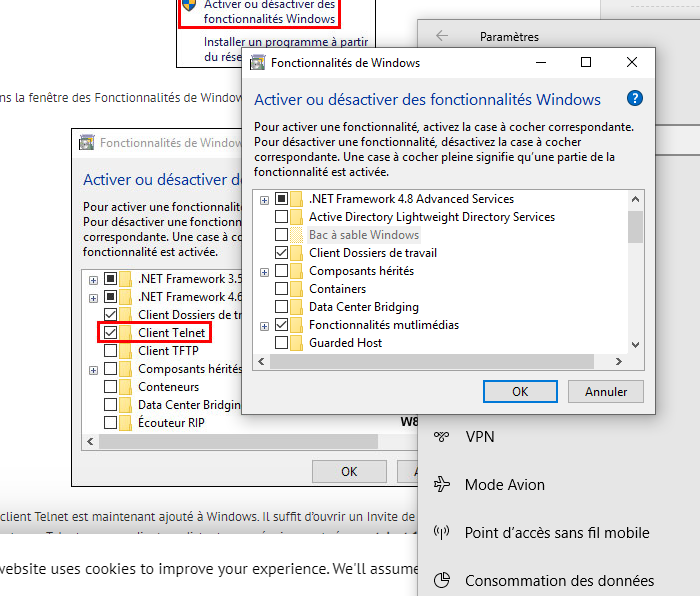 Activer ou désactiver des
fonctionnalités Windows
Installer un programme à partir
du rése
Paramètres
ns la fenêtre des Fonctionnalités de Window
Fonctionnalités de Window
Activer ou désactiver d
Pour activer une fonctionnalit
Pour désactiver une fonctionn
correspondante. Une case à co
fonctionnalité est activée.
.NET Framework 3.5
.NET Framework 4.6
Client Dossiers de tr
Client Telnet
Client TFTP
Composants hérités
Conteneurs
Data Center Bridging
Écouteur RIP
W8
OK
A
Fonctionnalités de Windows
Activer ou désactiver des fonctionnalités Windows
?
Pour activer une fonctionnalité, activez la case à cocher correspondante.
Pour désactiver une fonctionnalité, désactivez la case à cocher
correspondante. Une case à cocher pleine signifie qu'une partie de la
fonctionnalité est activée.
.NET Framework 4.8 Advanced Services
Active Directory Lightweight Directory Services
Bac à sable Windows
Client Dossiers de travail
Composants hérités
Containers
Data Center Bridging
Fonctionnalités mutlimédias
Guarded Host
OK
Annuler
VPN
Mode Avion
Point d'accès sans fil mobile
Consommation des données
client Telnet est maintenant ajouté à Windows. Il suffit d'ouvrir un Invite de
website uses cookies to improve your experience. We'll assume